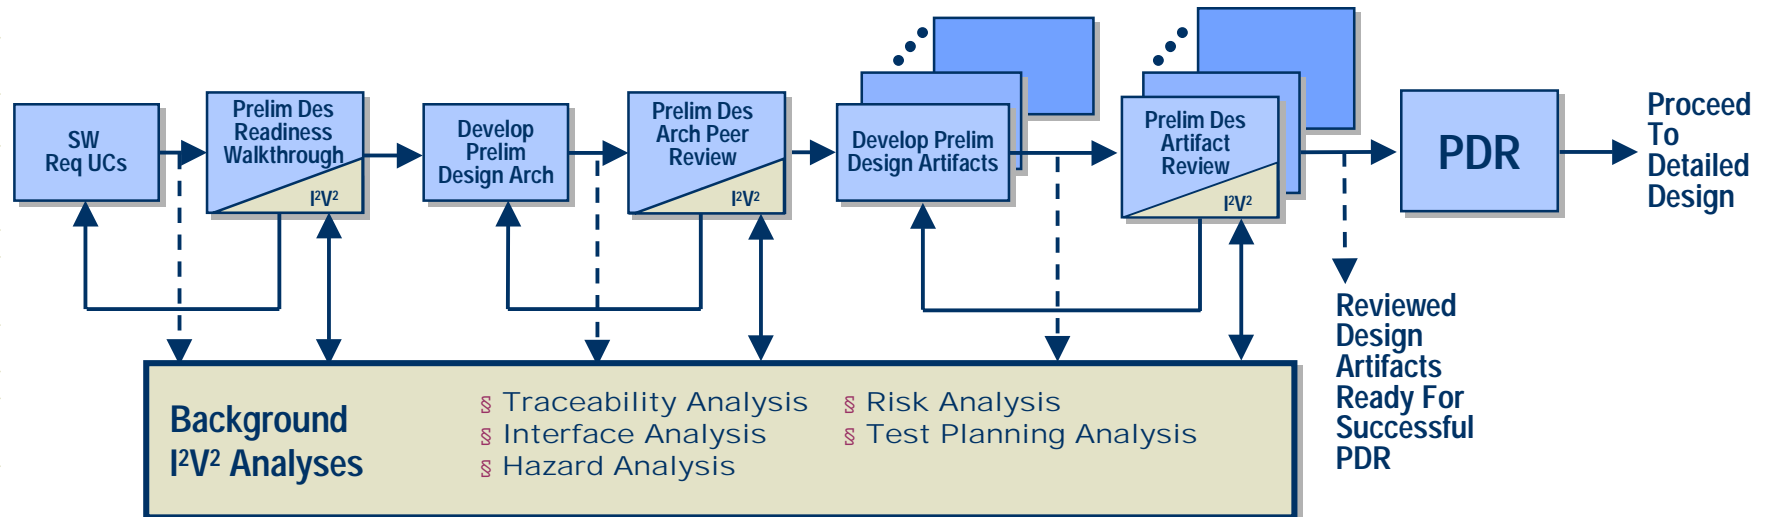 SW
Req UCs
Prelim Des
Readiness
Walkthrough
I²V²
Develop
Prelim
Design Arch
Prelim Des
Arch Peer
Review
I²V²
Develop Prelim
Design Artifacts
Prelim Des
Artifact
Review
I²V²
PDR
Proceed
To
Detailed
Design
Reviewed
Design
Artifacts
Ready For
Successful
PDR
Background
I²V² Analyses
§ Traceability Analysis
§ Interface Analysis
§ Hazard Analysis
§ Risk Analysis
§ Test Planning Analysis